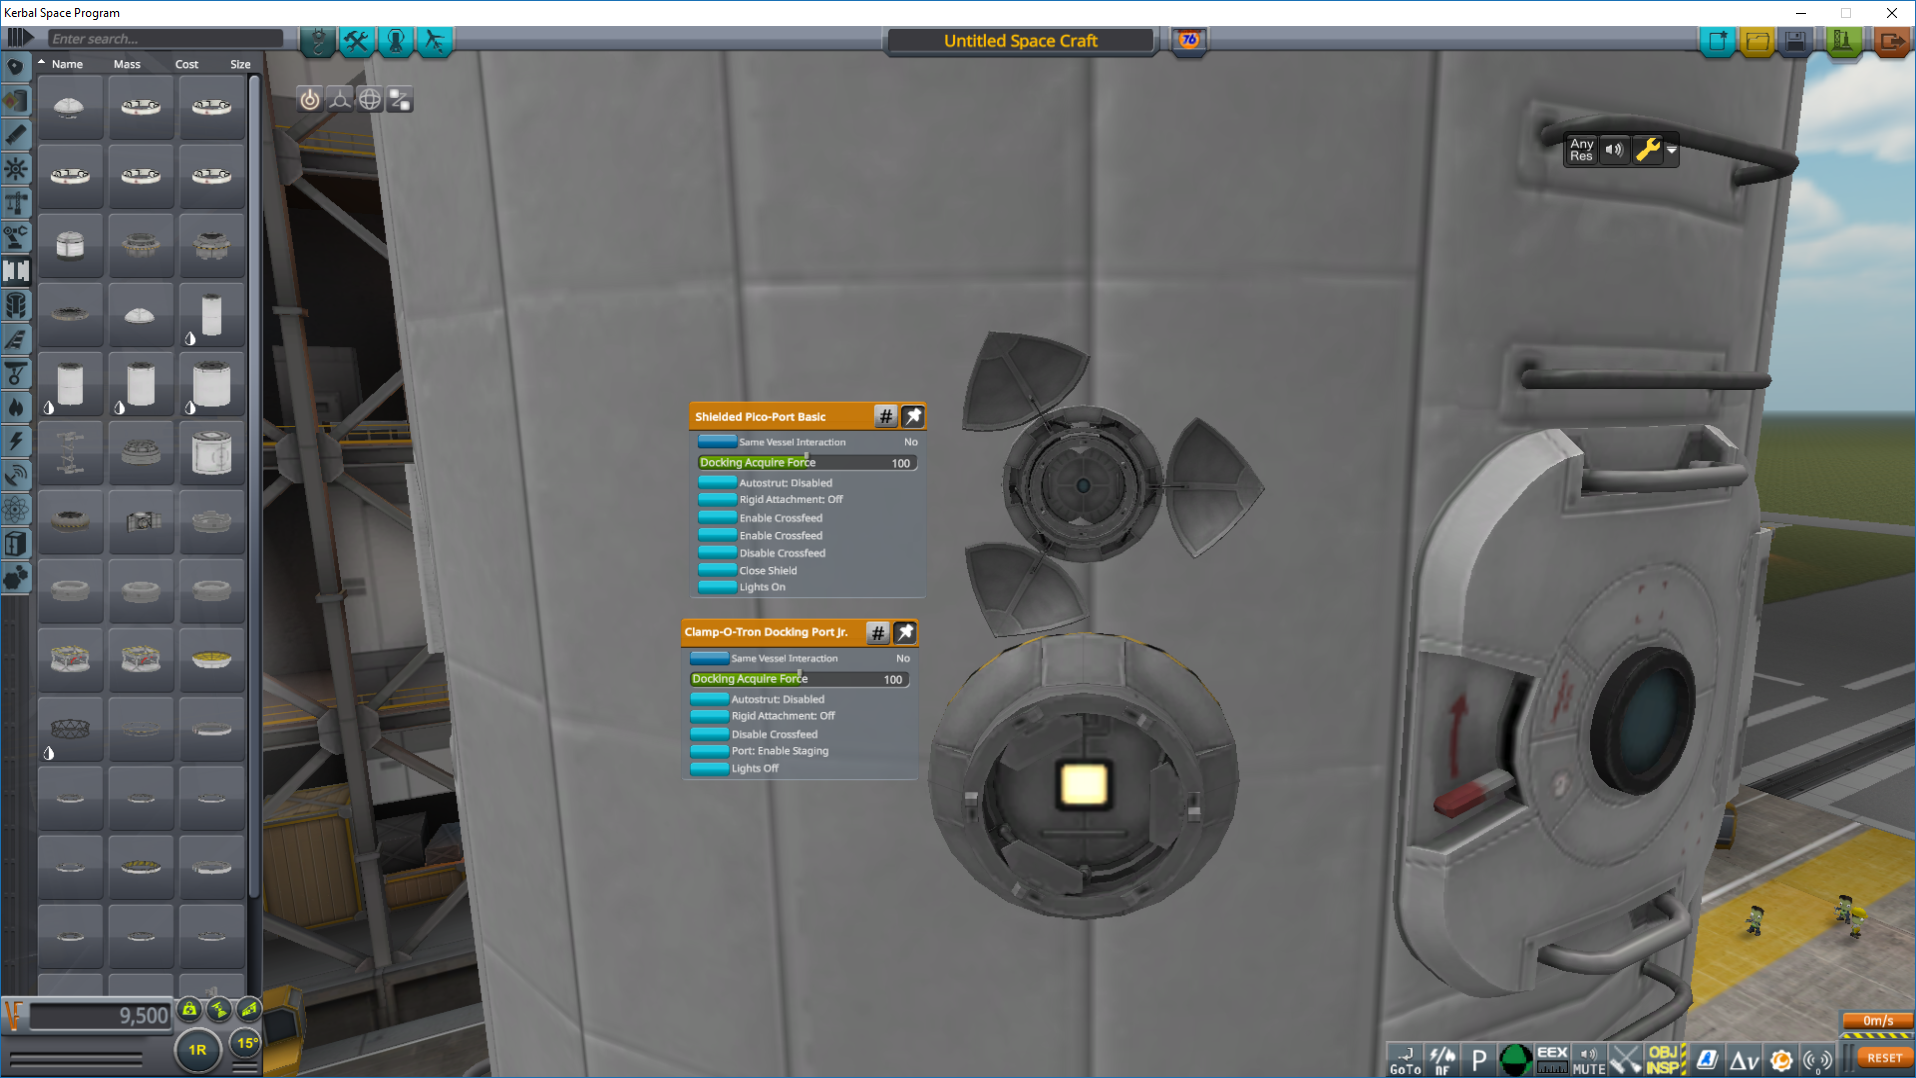 Kerbal Space Program
Enter search...
Untitled Space Craft
76
Name Mass Cost Size
Any
Res
Shielded Pico-Port Basic #
Same Vessel Interaction No
Docking Acquire Force 100
Autostrut: Disabled
Rigid Attachment: Off
Enable Crossfeed
Enable Crossfeed
Disable Crossfeed
Close Shield
Lights On
Clamp-O-Tron Docking Port Jr. #
Same Vessel Interaction No
Docking Acquire Force 100
Autostrut: Disabled
Rigid Attachment: Off
Disable Crossfeed
Port: Enable Staging
Lights Off
9,500
1R
15°
0m/s
GoTo
NF
P
EEX
MUTE
OBJ
INSP
Δv
RESET